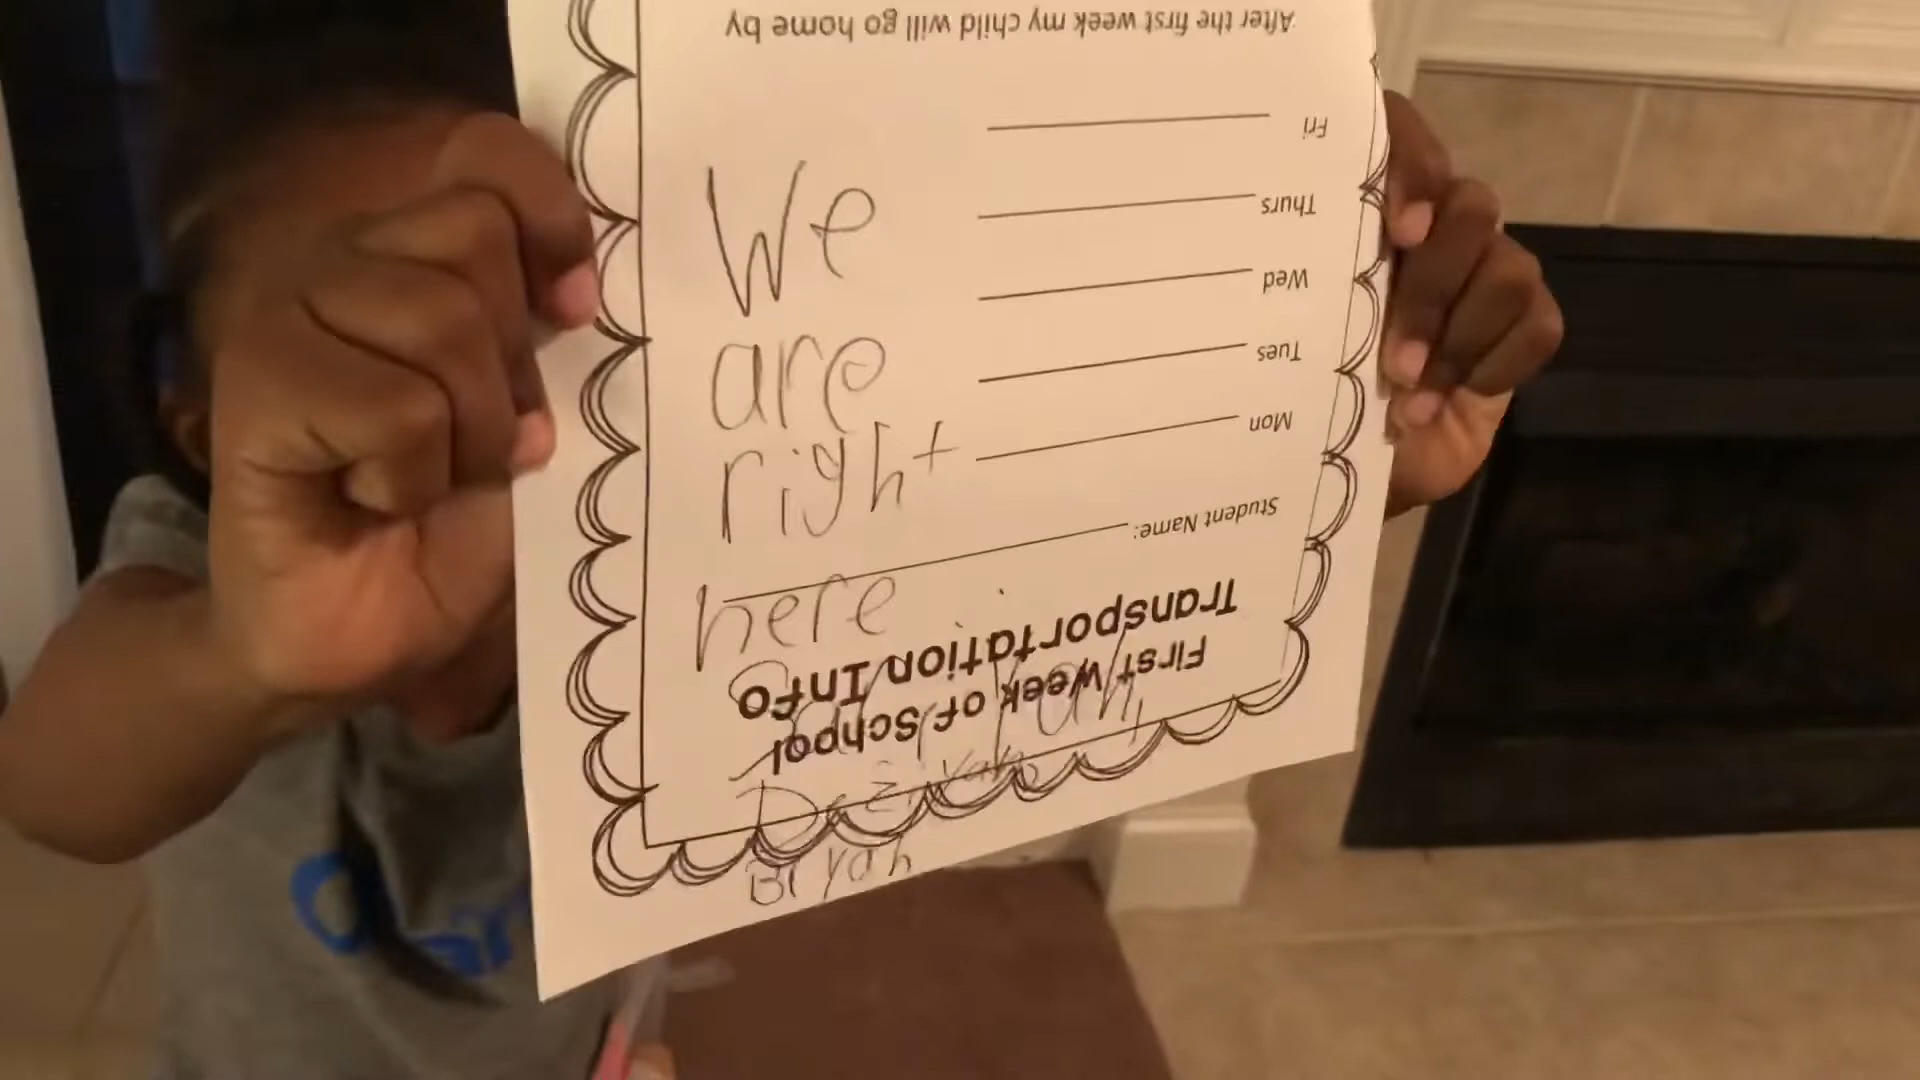 We
are
right
here
Bryah
First Week of School
Transportation Info
Student Name:
Mon
Tues
Wed
Thurs
Fri
After the first week my child will go home by